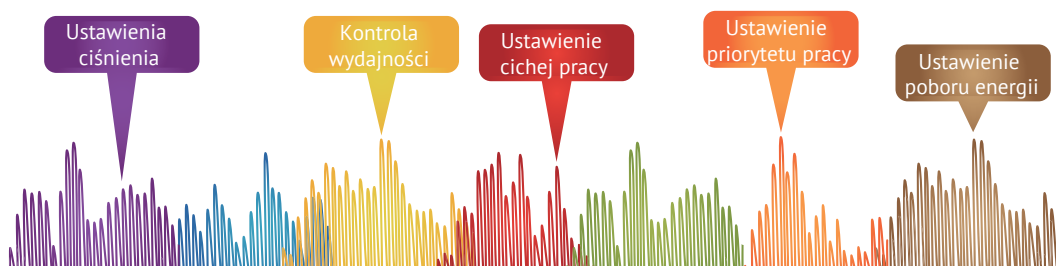 Ustawienia
ciśnienia
Kontrola
wydajności
Ustawienie
cichej pracy
Ustawienie
priorytetu pracy
Ustawienie
poboru energii